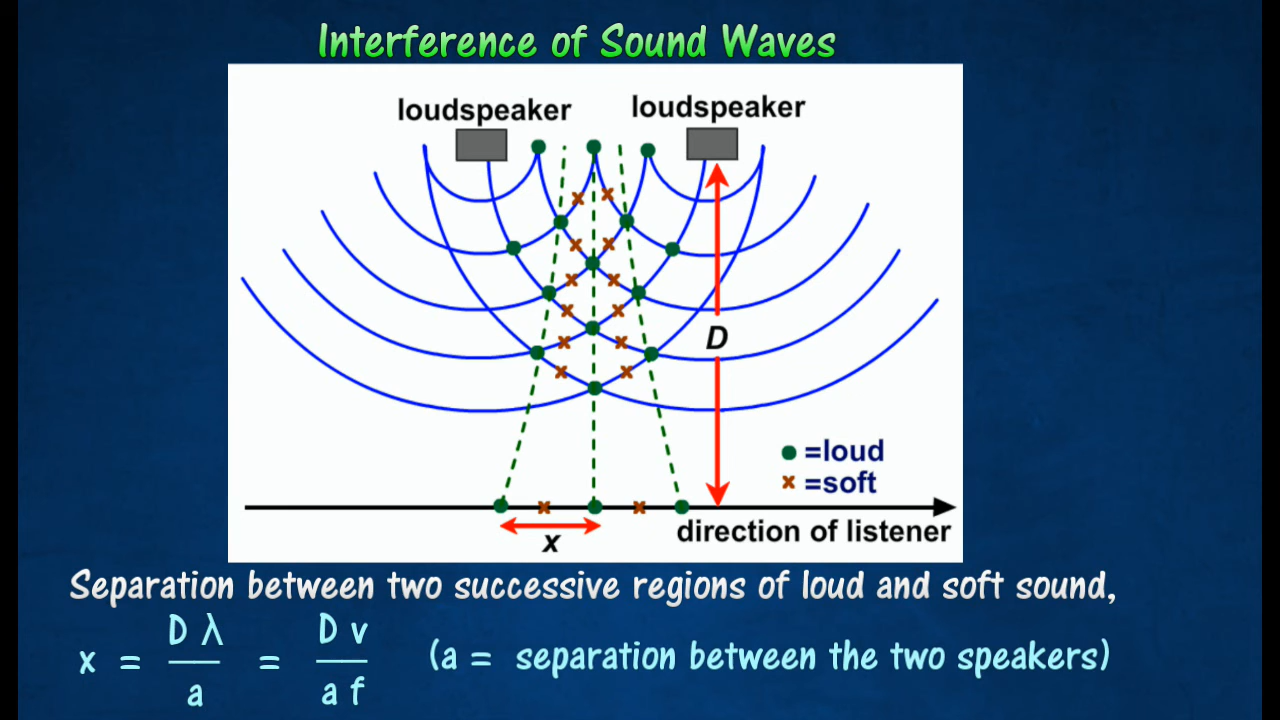 Interference of Sound Waves
loudspeaker loudspeaker
D
=loud
=soft
direction of listener
x
Separation between two successive regions of loud and soft sound,
x = D λ / a = D v / a f (a = separation between the two speakers)